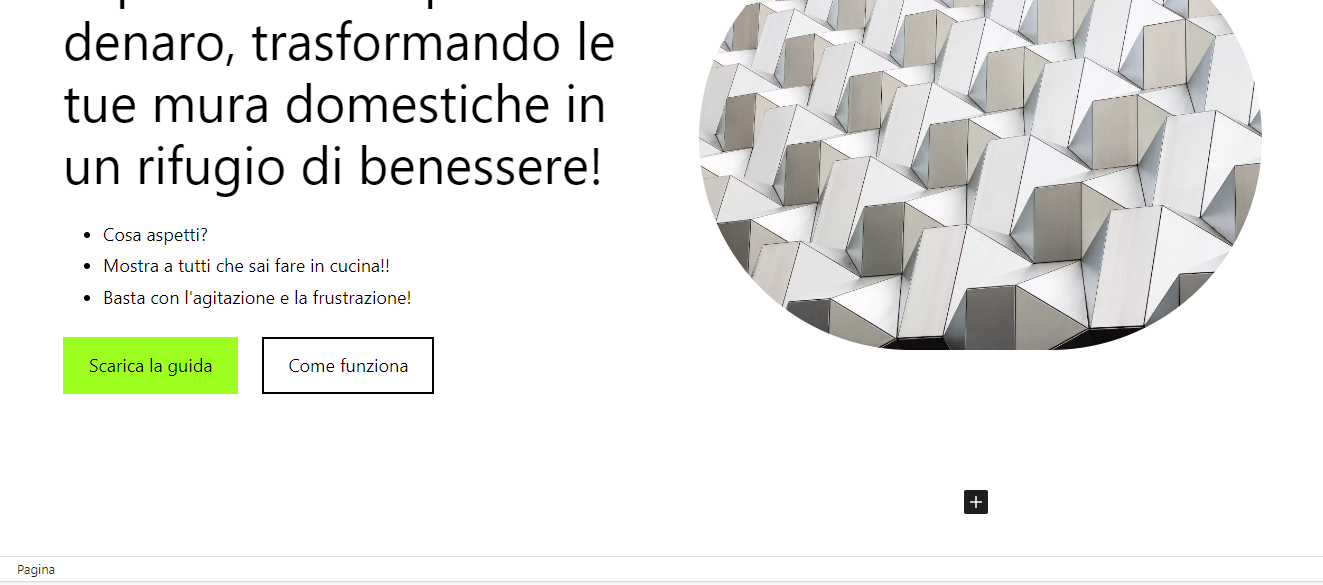 denaro, trasformando le
tue mura domestiche in
un rifugio di benessere!
Cosa aspetti?
Mostra a tutti che sai fare in cucina!!
Basta con l'agitazione e la frustrazione!
Scarica la guida
Come funziona
Pagina